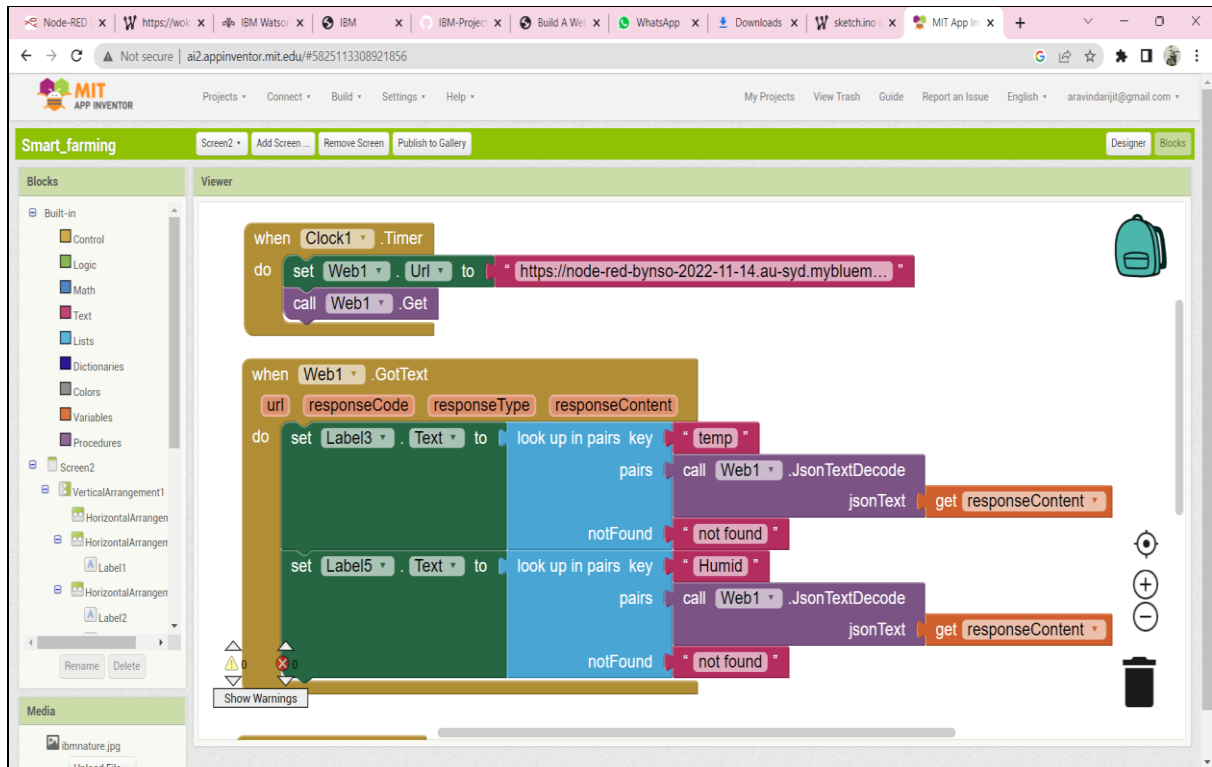 Node-RED
https://wok
IBM Watson
IBM
IBM-Project
Build A Wel
WhatsApp
Downloads
sketch.ino c
MIT App In
Not secure | ai2.appinventor.mit.edu/#5825113308921856
MIT
APP INVENTOR
Projects Connect Build Settings Help My Projects View Trash Guide Report an Issue English aravindarijit@gmail.com
Smart_farming Screen2 Add Screen ... Remove Screen Publish to Gallery Designer Blocks
Blocks
Viewer
Built-in
Control
Logic
Math
Text
Lists
Dictionaries
Colors
Variables
Procedures
Screen2
VerticalArrangement1
HorizontalArrangen
HorizontalArrangem
Label1
HorizontalArrangen
Label2
Rename Delete
Media
ibmnature.jpg
Upload File ...
when Clock1 .Timer
do set Web1 . Url to " https://node-red-bynso-2022-11-14.au-syd.mybluem… "
call Web1 .Get
when Web1 .GotText
url responseCode responseType responseContent
do set Label3 . Text to look up in pairs key " temp "
pairs call Web1 .JsonTextDecode
jsonText get responseContent
notFound " not found "
set Label5 . Text to look up in pairs key " Humid "
pairs call Web1 .JsonTextDecode
jsonText get responseContent
notFound " not found "
0 0
Show Warnings